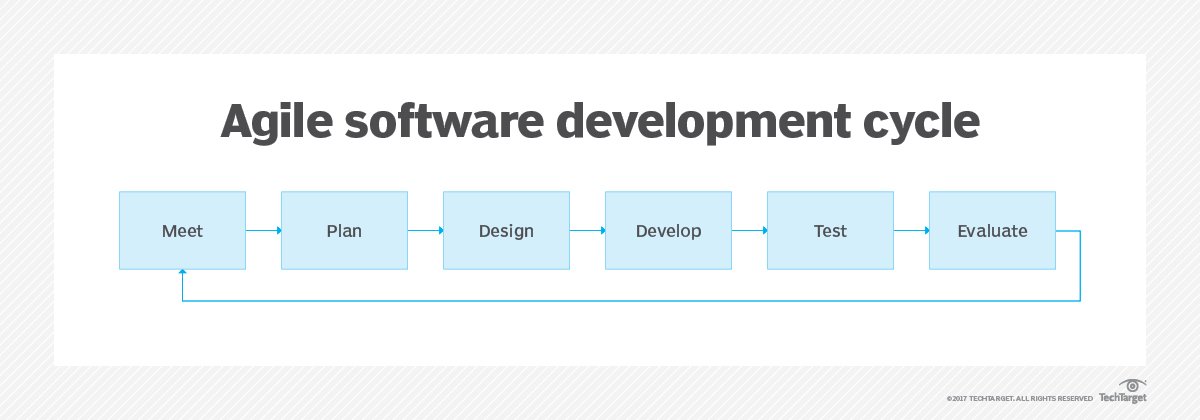 Agile software development cycle
Meet
Plan
Design
Develop
Test
Evaluate
©2017 TECHTARGET. ALL RIGHTS RESERVED
TechTarget